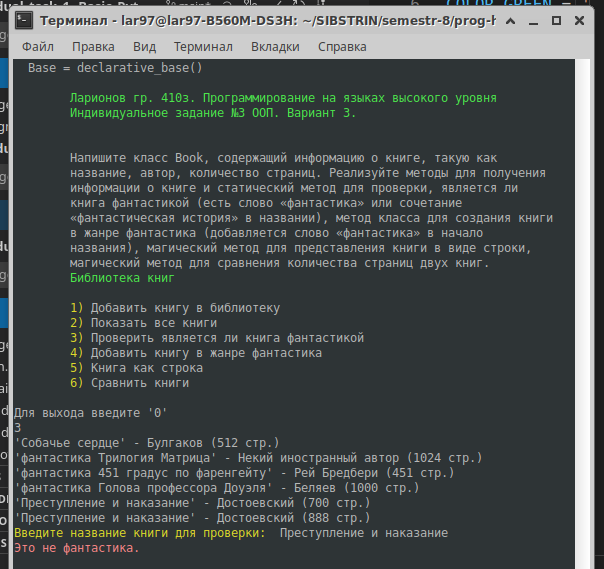 Терминал - lar97@lar97-B560M-DS3H: ~/SIBSTRIN/semestr-8/prog-h
Файл Правка Вид Терминал Вкладки Справка
Base = declarative_base()
Ларионов гр. 410з. Программирование на языках высокого уровня
Индивидуальное задание №3 ООП. Вариант 3.
Напишите класс Book, содержащий информацию о книге, такую как
название, автор, количество страниц. Реализуйте методы для получения
информации о книге и статический метод для проверки, является ли
книга фантастикой (есть слово «фантастика» или сочетание
«фантастическая история» в названии), метод класса для создания книги
в жанре фантастика (добавляется слово «фантастика» в начало
названия), магический метод для представления книги в виде строки,
магический метод для сравнения количества страниц двух книг.
Библиотека книг
1) Добавить книгу в библиотеку
2) Показать все книги
3) Проверить является ли книга фантастикой
4) Добавить книгу в жанре фантастика
5) Книга как строка
6) Сравнить книги
Для выхода введите '0'
3
'Собачье сердце' - Булгаков (512 стр.)
'фантастика Трилогия Матрица' - Некий иностранный автор (1024 стр.)
'фантастика 451 градус по фаренгейту' - Рей Бредбери (451 стр.)
'фантастика Голова профессора Доуэля' - Беляев (1000 стр.)
'Преступление и наказание' - Достоевский (700 стр.)
'Преступление и наказание' - Достоевский (888 стр.)
Введите название книги для проверки: Преступление и наказание
Это не фантастика.